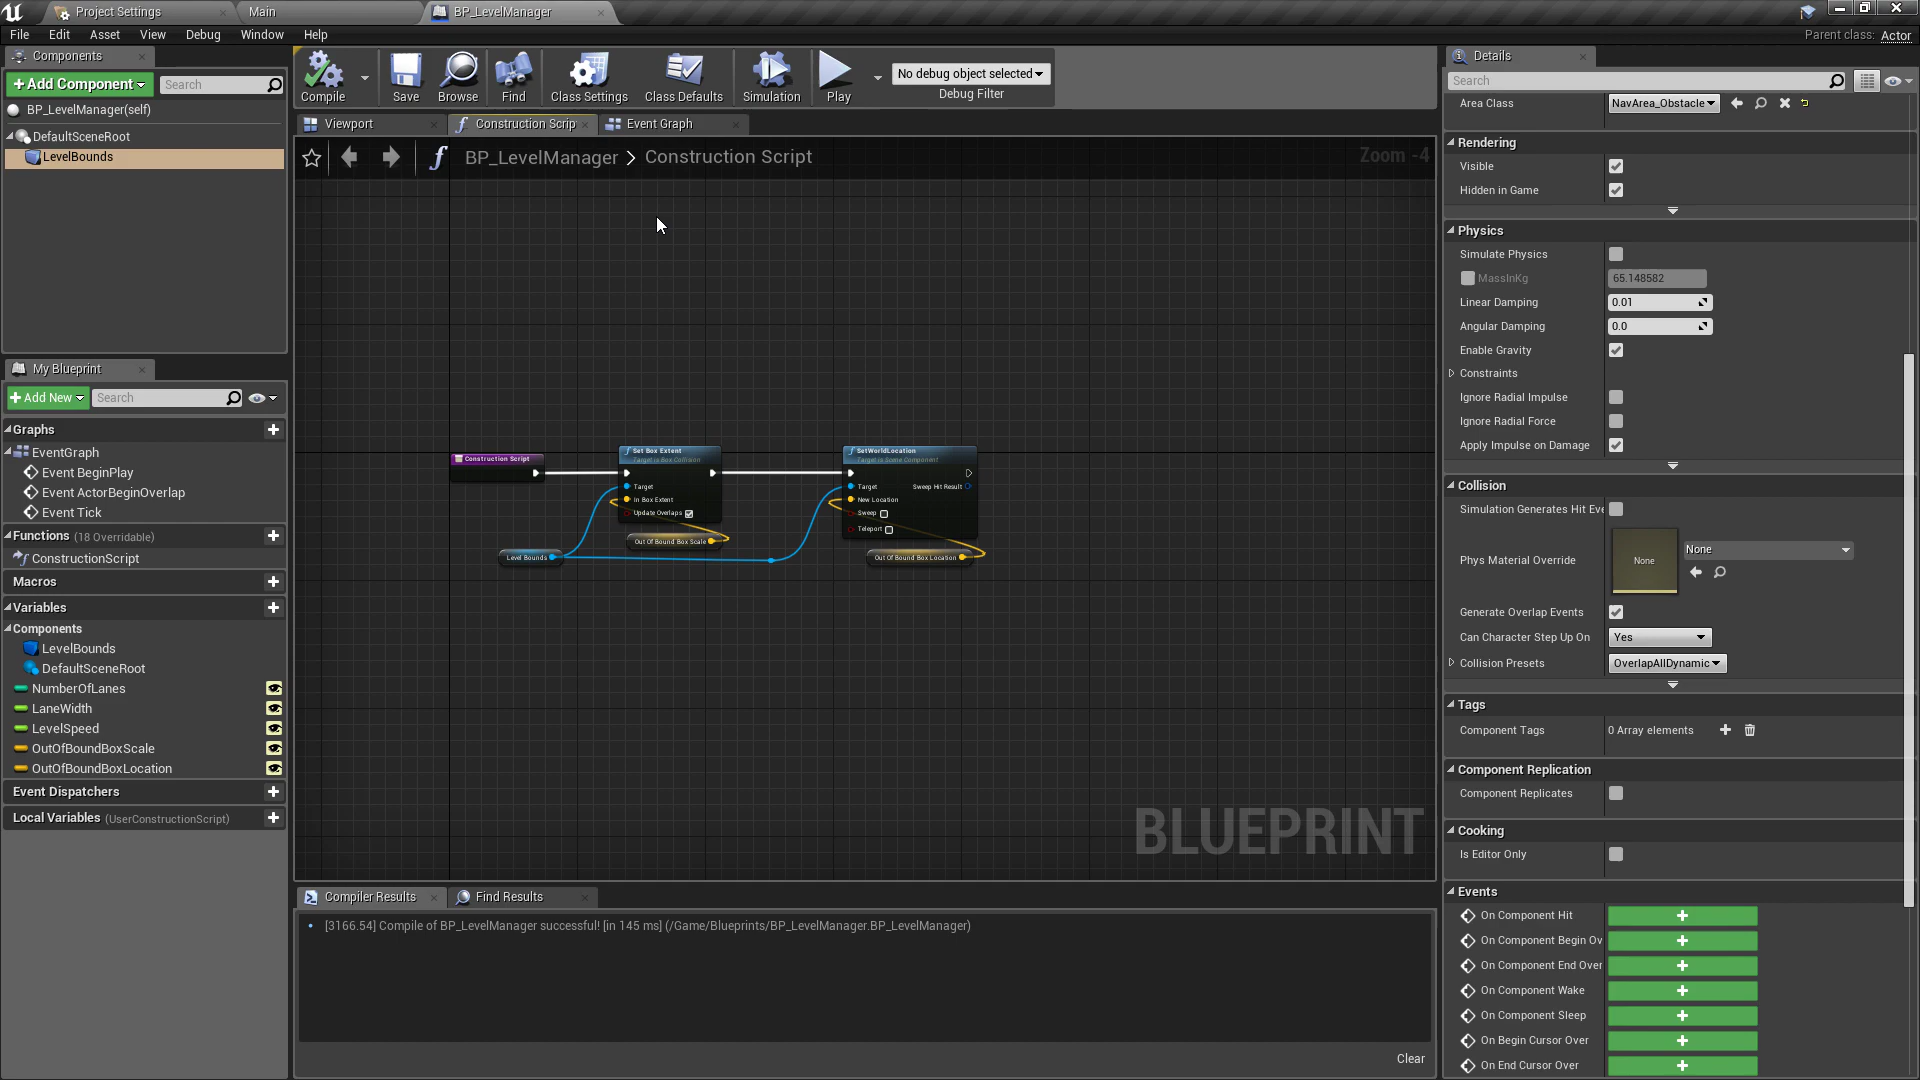 Project Settings
Main
BP_LevelManager
File Edit Asset View Debug Window Help
Parent class: Actor
Components
Add Component
Search
BP_LevelManager(self)
DefaultSceneRoot
LevelBounds
Compile
Save
Browse
Find
Class Settings
Class Defaults
Simulation
Play
No debug object selected
Debug Filter
Viewport
Construction Scrip
Event Graph
BP_LevelManager > Construction Script
Zoom -4
My Blueprint
Add New
Search
Graphs
EventGraph
Event BeginPlay
Event ActorBeginOverlap
Event Tick
Functions (18 Overridable)
ConstructionScript
Macros
Variables
Components
LevelBounds
DefaultSceneRoot
NumberOfLanes
LaneWidth
LevelSpeed
OutOfBoundBoxScale
OutOfBoundBoxLocation
Event Dispatchers
Local Variables (UserConstructionScript)
Construction Script
Set Box Extent
Target is Box Collision
Target
In Box Extent
Update Overlaps
Out Of Bound Box Scale
Level Bounds
SetWorldLocation
Target is Scene Component
Target
Sweep Hit Result
New Location
Sweep
Teleport
Out Of Bound Box Location
BLUEPRINT
Compiler Results
Find Results
[3166.54] Compile of BP_LevelManager successful! [in 145 ms] (/Game/Blueprints/BP_LevelManager.BP_LevelManager)
Clear
Details
Search
Area Class
NavArea_Obstacle
Rendering
Visible
Hidden in Game
Physics
Simulate Physics
MassInKg
65.148582
Linear Damping
0.01
Angular Damping
0.0
Enable Gravity
Constraints
Ignore Radial Impulse
Ignore Radial Force
Apply Impulse on Damage
Collision
Simulation Generates Hit Eve
Phys Material Override
None
None
Generate Overlap Events
Can Character Step Up On
Yes
Collision Presets
OverlapAllDynamic
Tags
Component Tags
0 Array elements
Component Replication
Component Replicates
Cooking
Is Editor Only
Events
On Component Hit
On Component Begin Ov
On Component End Over
On Component Wake
On Component Sleep
On Begin Cursor Over
On End Cursor Over